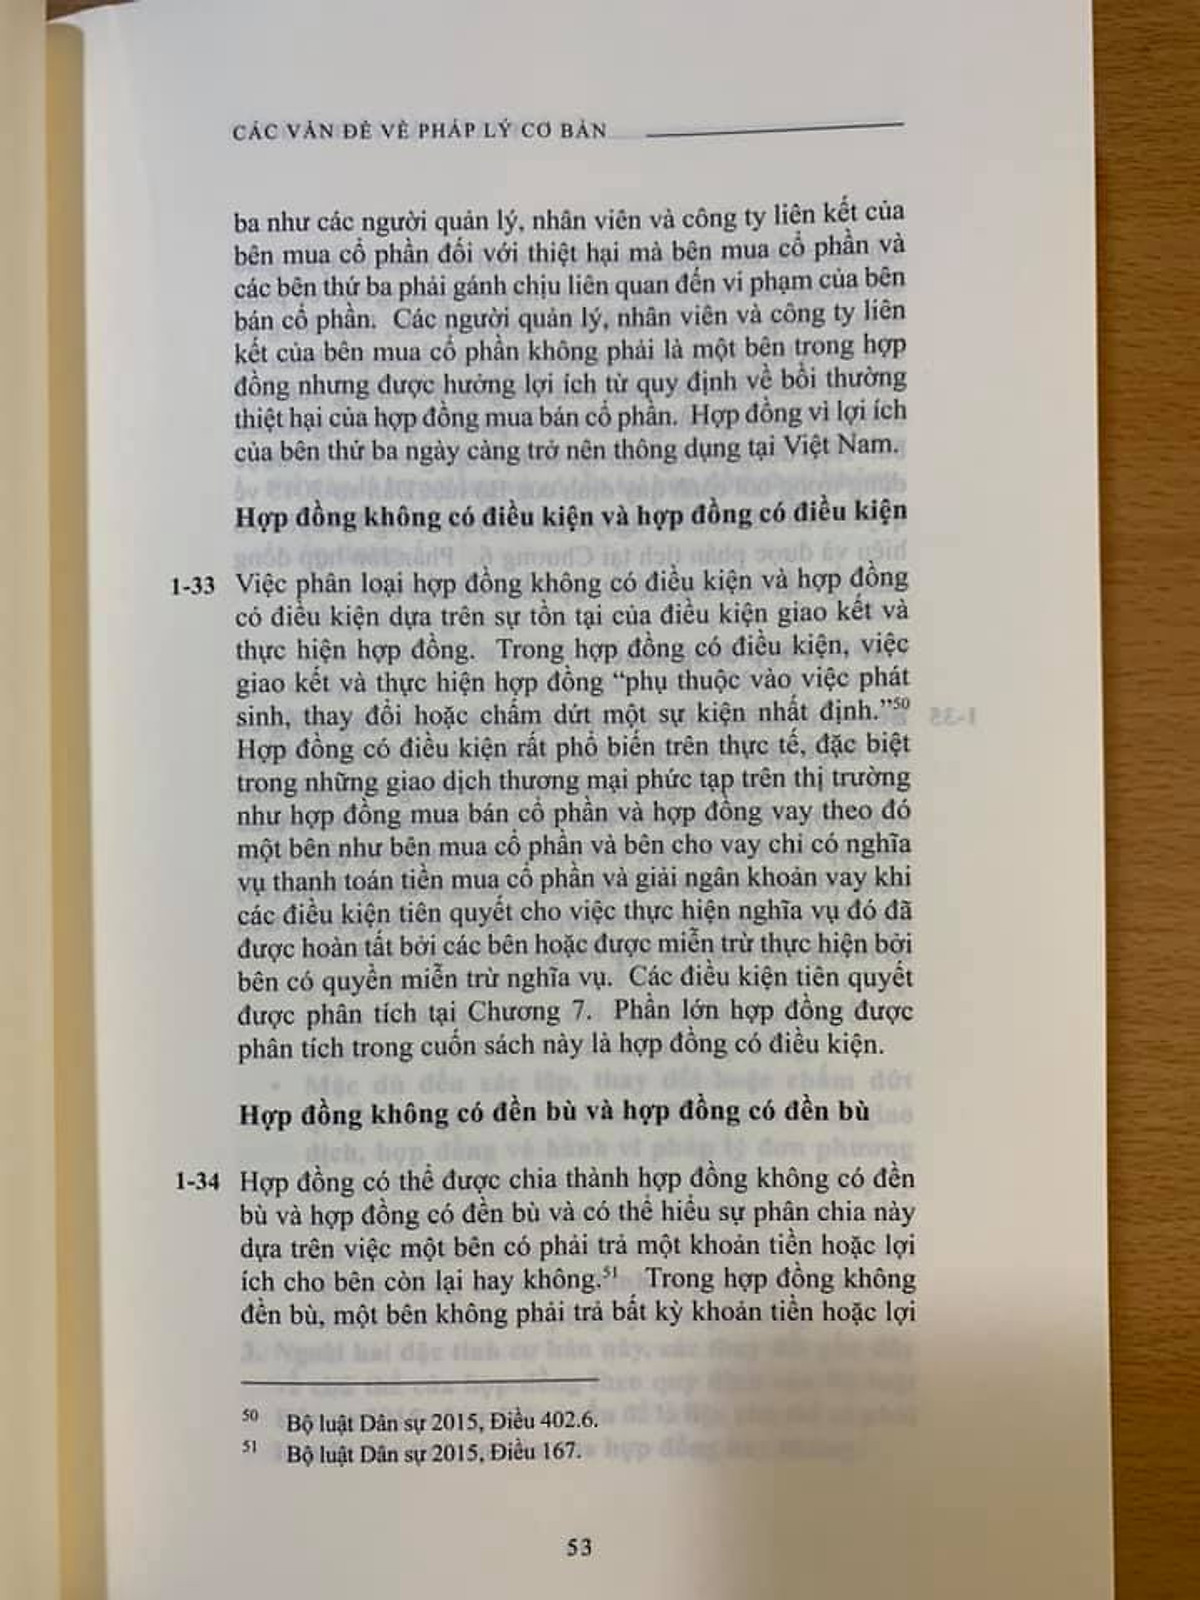 CÁC VẤN ĐỀ VỀ PHÁP LÝ CƠ BẢN
ba như các người quản lý, nhân viên và công ty liên kết của
bên mua cổ phần đối với thiệt hại mà bên mua cổ phần và
các bên thứ ba phải gánh chịu liên quan đến vi phạm của bên
bán cổ phần. Các người quản lý, nhân viên và công ty liên
kết của bên mua cổ phần không phải là một bên trong hợp
đồng nhưng được hưởng lợi ích từ quy định về bồi thường
thiệt hại của hợp đồng mua bán cổ phần. Hợp đồng vì lợi ích
của bên thứ ba ngày càng trở nên thông dụng tại Việt Nam.
Hợp đồng không có điều kiện và hợp đồng có điều kiện
1-33 Việc phân loại hợp đồng không có điều kiện và hợp đồng
có điều kiện dựa trên sự tồn tại của điều kiện giao kết và
thực hiện hợp đồng. Trong hợp đồng có điều kiện, việc
giao kết và thực hiện hợp đồng “phụ thuộc vào việc phát
sinh, thay đổi hoặc chấm dứt một sự kiện nhất định.”50
Hợp đồng có điều kiện rất phổ biến trên thực tế, đặc biệt
trong những giao dịch thương mại phức tạp trên thị trường
như hợp đồng mua bán cổ phần và hợp đồng vay theo đó
một bên như bên mua cổ phần và bên cho vay chỉ có nghĩa
vụ thanh toán tiền mua cổ phần và giải ngân khoản vay khi
các điều kiện tiên quyết cho việc thực hiện nghĩa vụ đó đã
được hoàn tất bởi các bên hoặc được miễn trừ thực hiện bởi
bên có quyền miễn trừ nghĩa vụ. Các điều kiện tiên quyết
được phân tích tại Chương 7. Phần lớn hợp đồng được
phân tích trong cuốn sách này là hợp đồng có điều kiện.
Hợp đồng không có đền bù và hợp đồng có đền bù
1-34 Hợp đồng có thể được chia thành hợp đồng không có đền
bù và hợp đồng có đền bù và có thể hiểu sự phân chia này
dựa trên việc một bên có phải trả một khoản tiền hoặc lợi
ích cho bên còn lại hay không.51 Trong hợp đồng không
đền bù, một bên không phải trả bất kỳ khoản tiền hoặc lợi
50 Bộ luật Dân sự 2015, Điều 402.6.
51 Bộ luật Dân sự 2015, Điều 167.
53